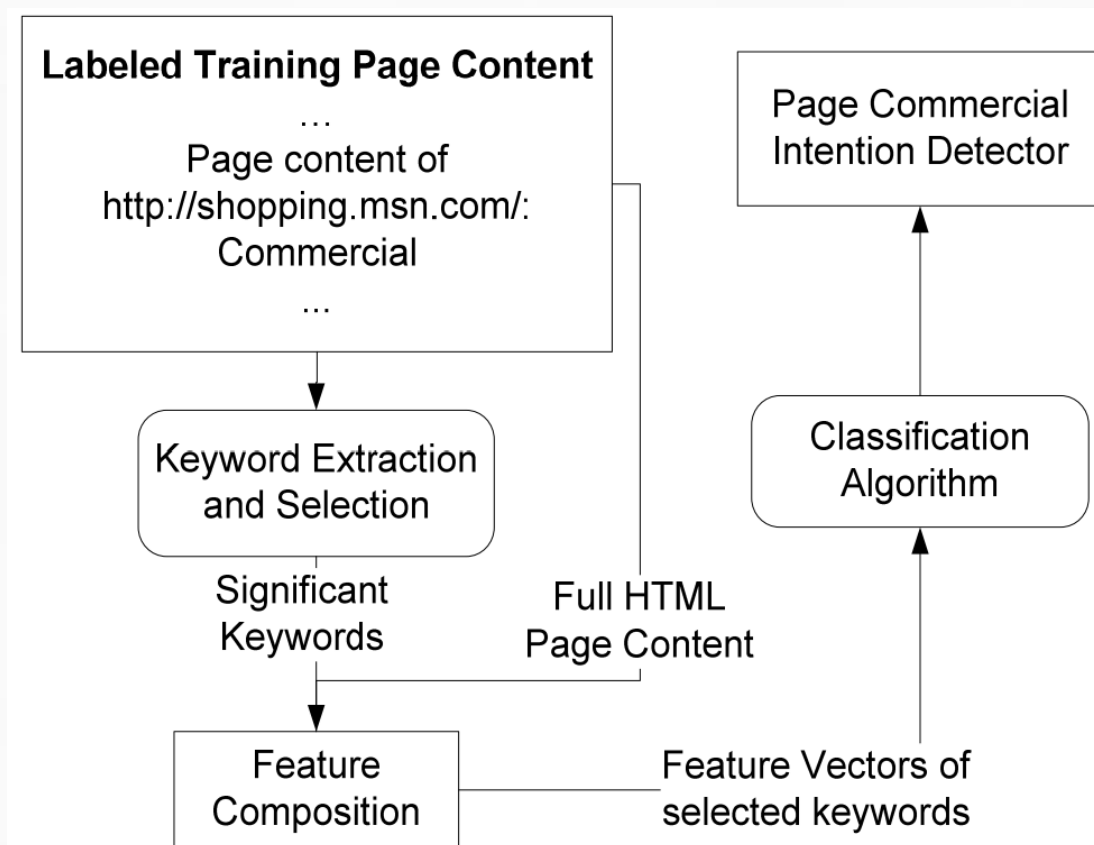 Labeled Training Page Content
...
Page content of
http://shopping.msn.com/:
Commercial
...
Keyword Extraction
and Selection
Significant
Keywords
Full HTML
Page Content
Feature
Composition
Feature Vectors of
selected keywords
Classification
Algorithm
Page Commercial
Intention Detector